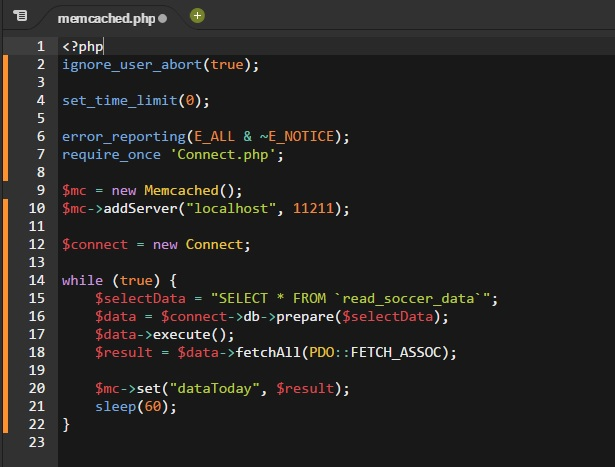 memcached.php
1 <?php
2 ignore_user_abort(true);
3
4 set_time_limit(0);
5
6 error_reporting(E_ALL & ~E_NOTICE);
7 require_once 'Connect.php';
8
9 $mc = new Memcached();
10 $mc->addServer("localhost", 11211);
11
12 $connect = new Connect;
13
14 while (true) {
15     $selectData = "SELECT * FROM `read_soccer_data`";
16     $data = $connect->db->prepare($selectData);
17     $data->execute();
18     $result = $data->fetchAll(PDO::FETCH_ASSOC);
19
20     $mc->set("dataToday", $result);
21     sleep(60);
22 }
23